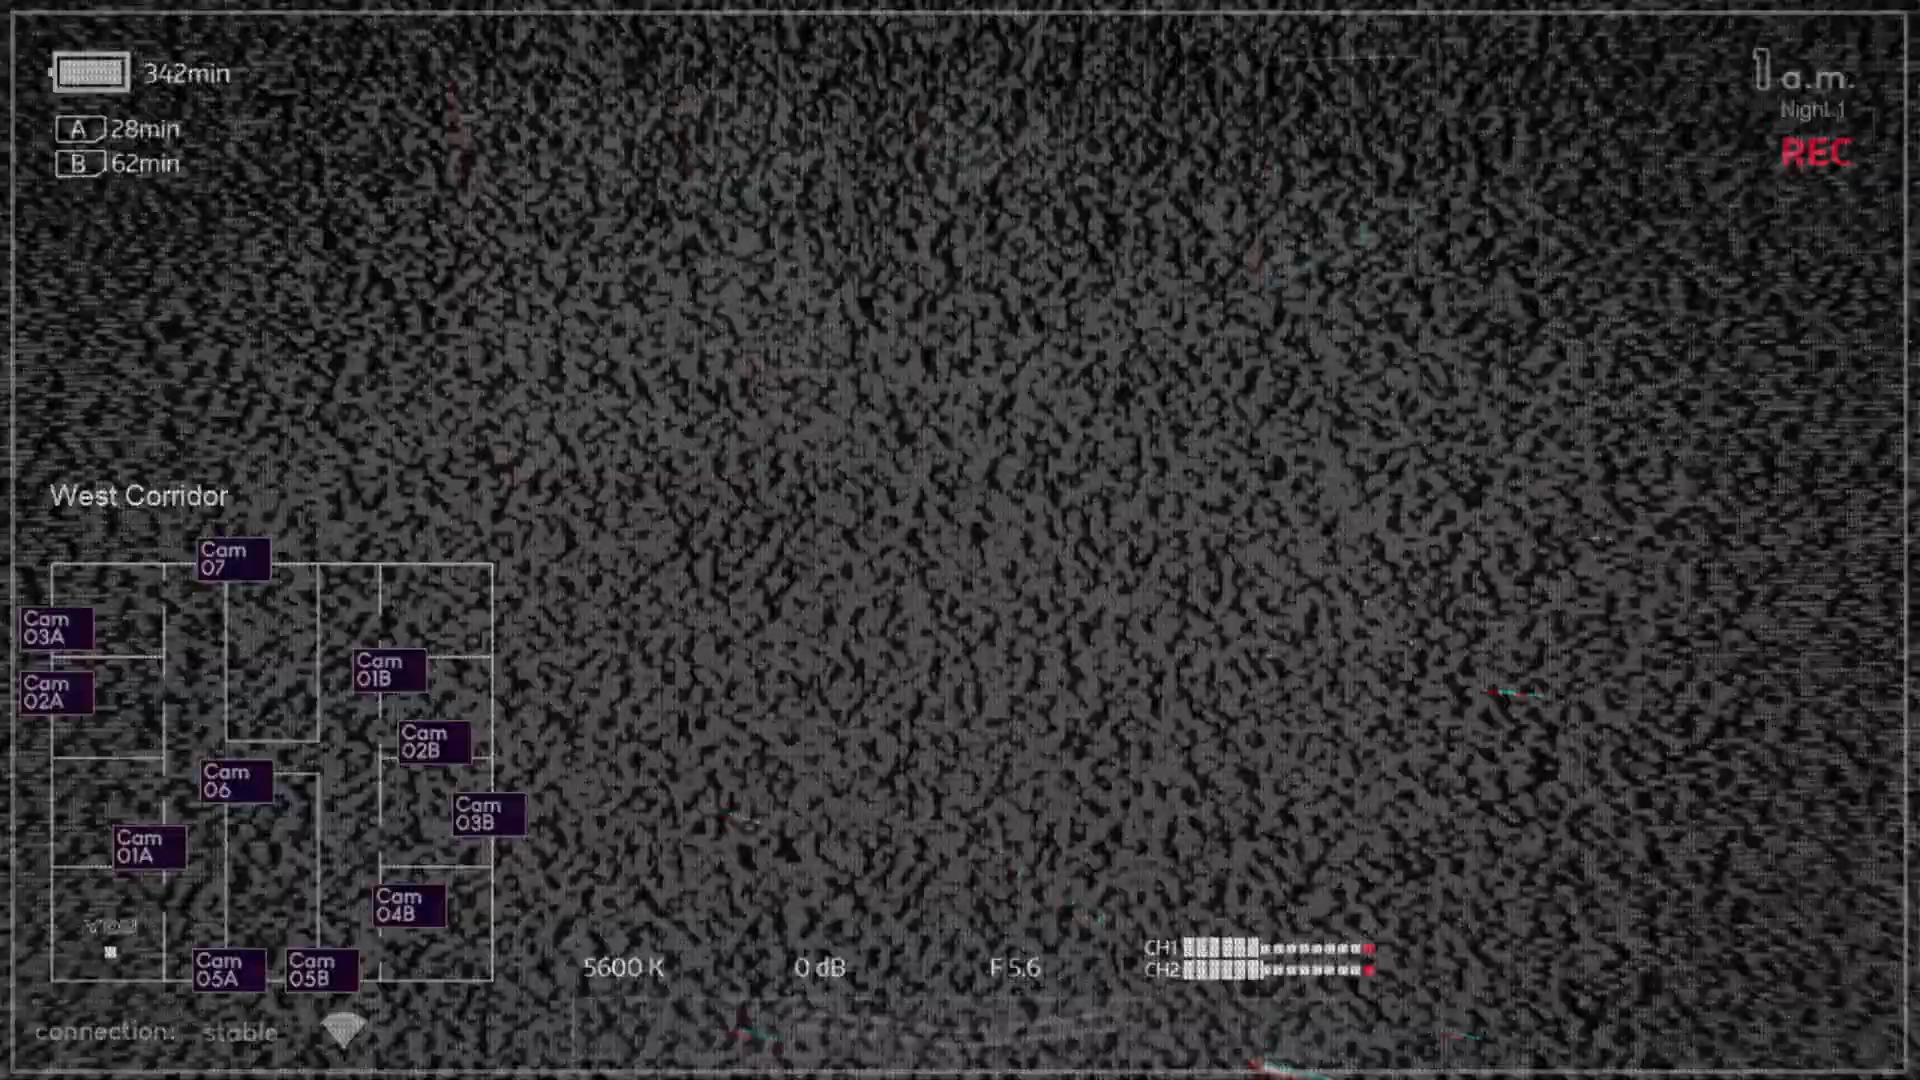 342min
A 28min
B 162min
1 a.m.
Night 1
REC
West Corridor
Cam 07
Cam 03A
Cam 02A
Cam 01B
Cam 02B
Cam 06
Cam 03B
Cam 01A
Cam 04B
YOU
Cam 05A
Cam 05B
5600 K
0 dB
F 5.6
CH1
CH2
connection: stable